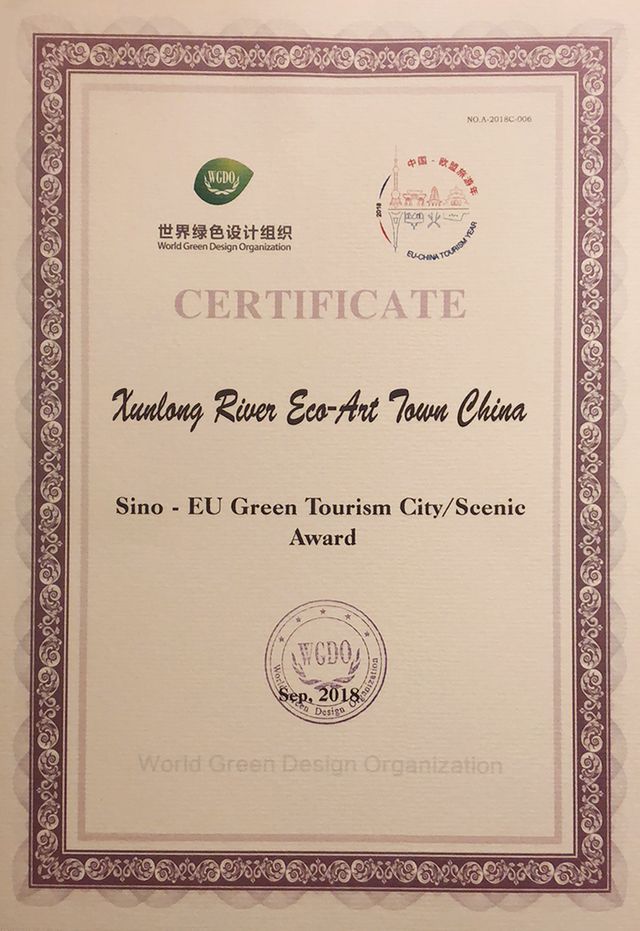 NO.A-2018C-006
WGDO
世界绿色设计组织
World Green Design Organization
中国-欧盟旅游年
2018
EU-CHINA TOURISM YEAR
CERTIFICATE
Xunlong River Eco-Art Town China
Sino - EU Green Tourism City/Scenic
Award
WGDO
World Green Design Organization
Sep, 2018
World Green Design Organization